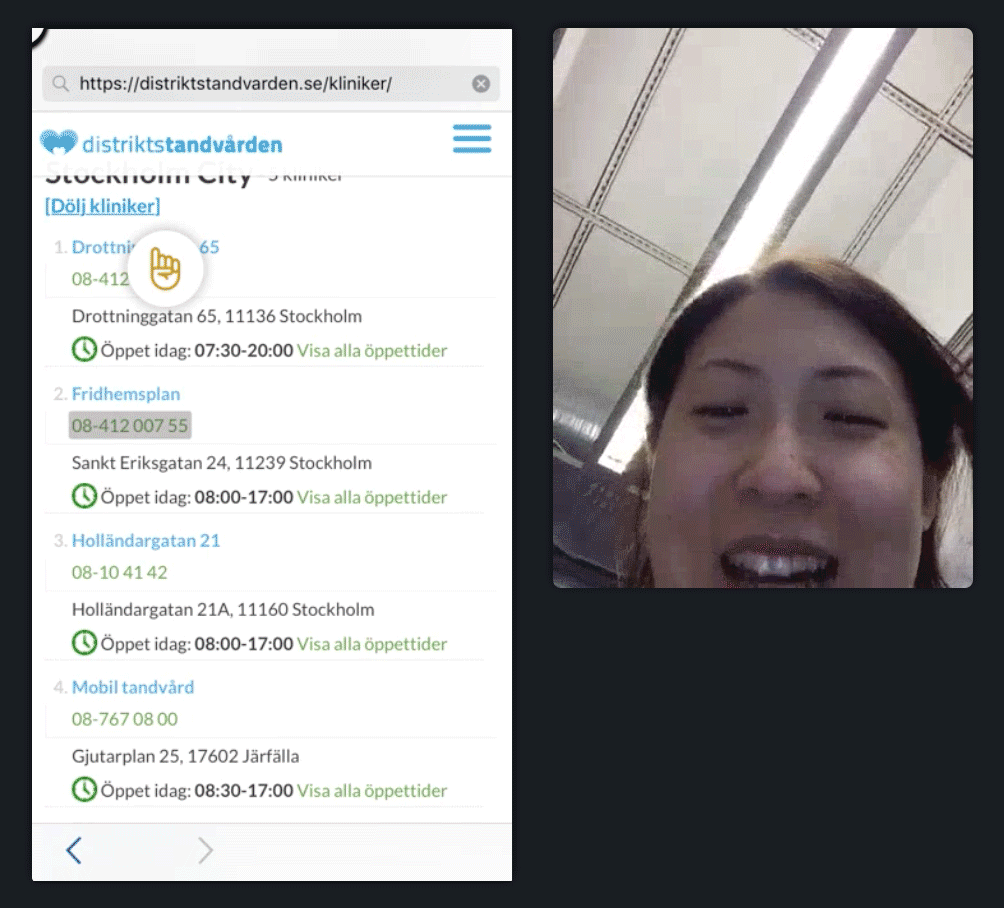 https://distriktstandvarden.se/kliniker/
distriktstandvården
Stockholm City - 5 kliniker
[Dölj kliniker]
1. 65
08-412
Drottninggatan 65, 11136 Stockholm
Öppet idag: 07:30-20:00 Visa alla öppettider
2. Fridhemsplan
08-412 007 55
Sankt Eriksgatan 24, 11239 Stockholm
Öppet idag: 08:00-17:00 Visa alla öppettider
3. Holländargatan 21
08-10 41 42
Holländargatan 21A, 11160 Stockholm
Öppet idag: 08:00-17:00 Visa alla öppettider
4. Mobil tandvård
08-767 08 00
Gjutarplan 25, 17602 Järfälla
Öppet idag: 08:30-17:00 Visa alla öppettider